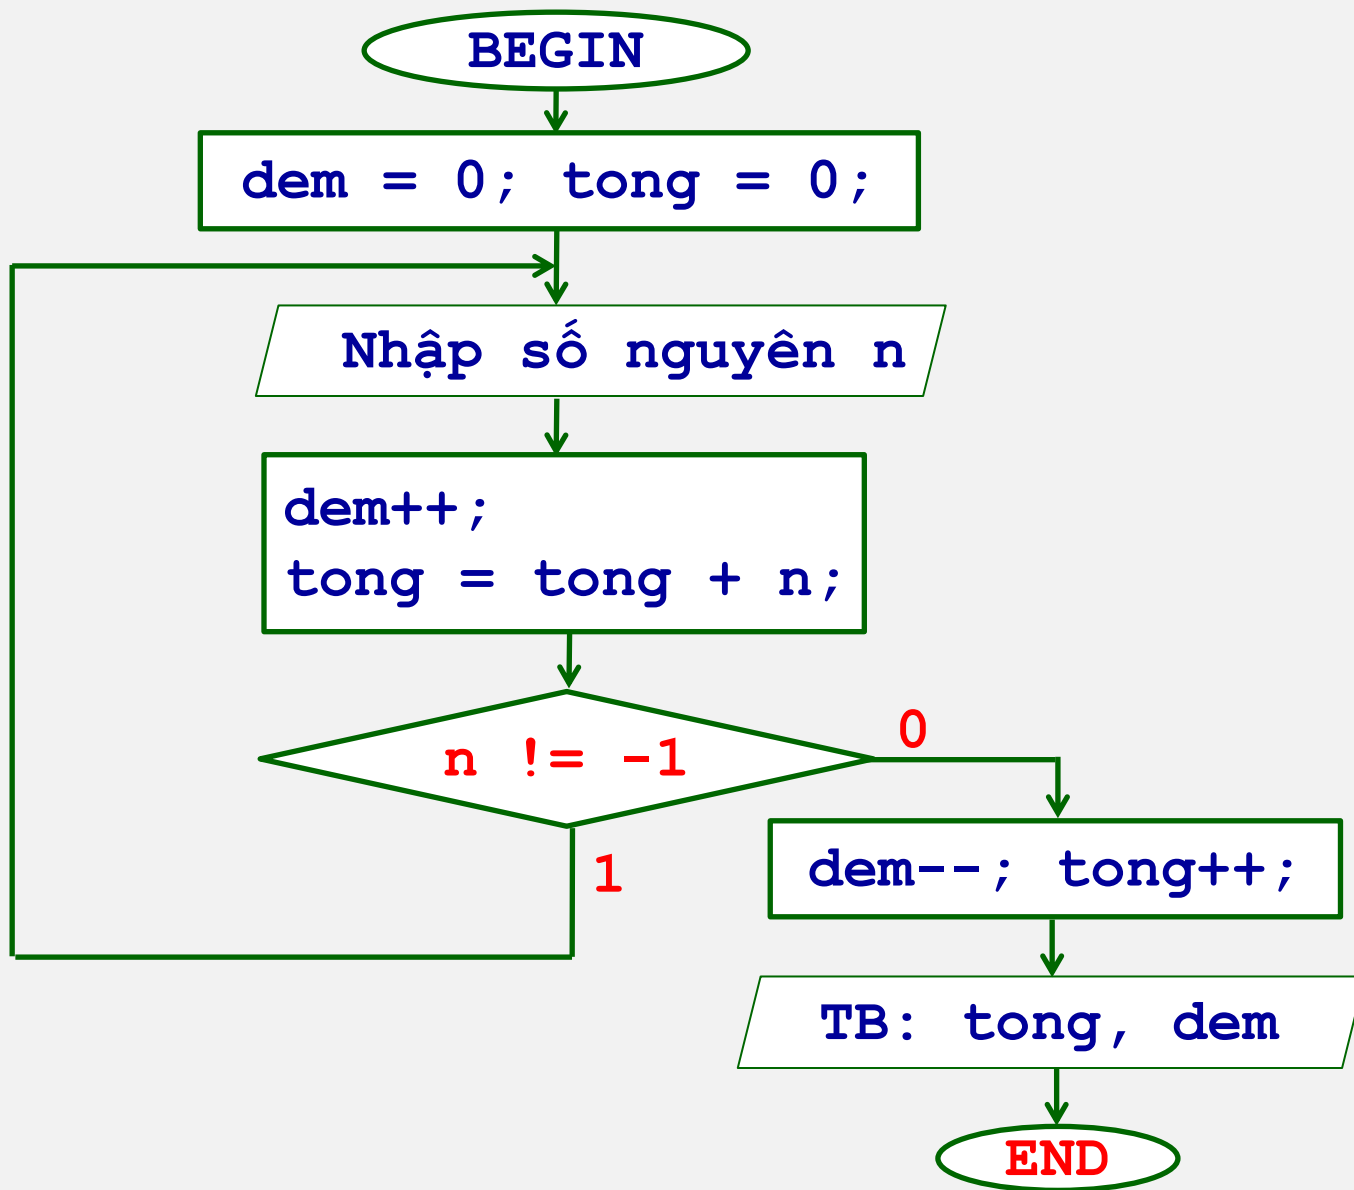 BEGIN
dem = 0; tong = 0;
Nhập số nguyên n
dem++;
tong = tong + n;
n != -1
0
1
dem--; tong++;
TB: tong, dem
END